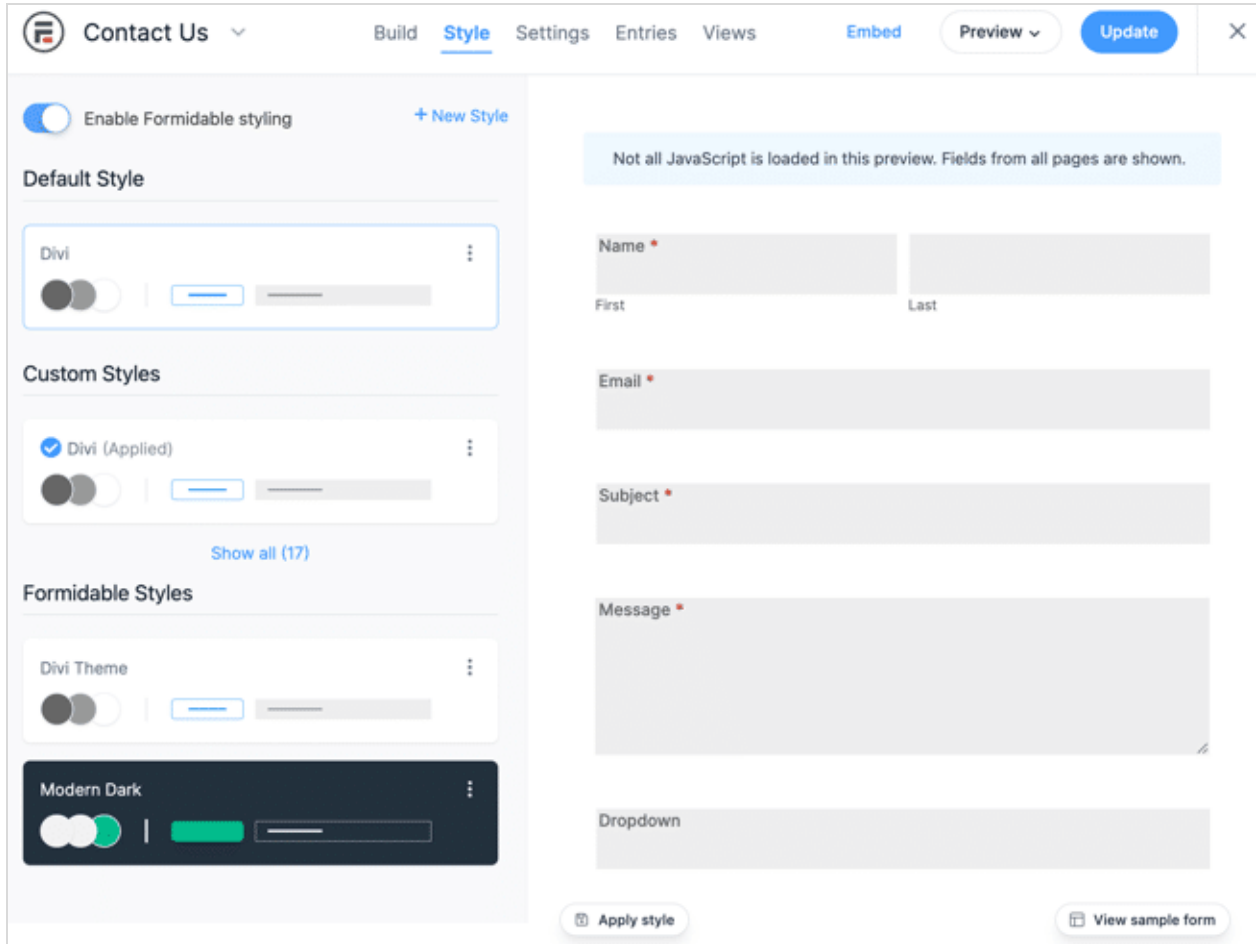 Contact Us
Build Style Settings Entries Views Embed Preview Update
Enable Formidable styling
+ New Style
Default Style
Divi
Custom Styles
Divi (Applied)
Show all (17)
Formidable Styles
Divi Theme
Modern Dark
Not all JavaScript is loaded in this preview. Fields from all pages are shown.
Name *
First Last
Email *
Subject *
Message *
Dropdown
Apply style
View sample form